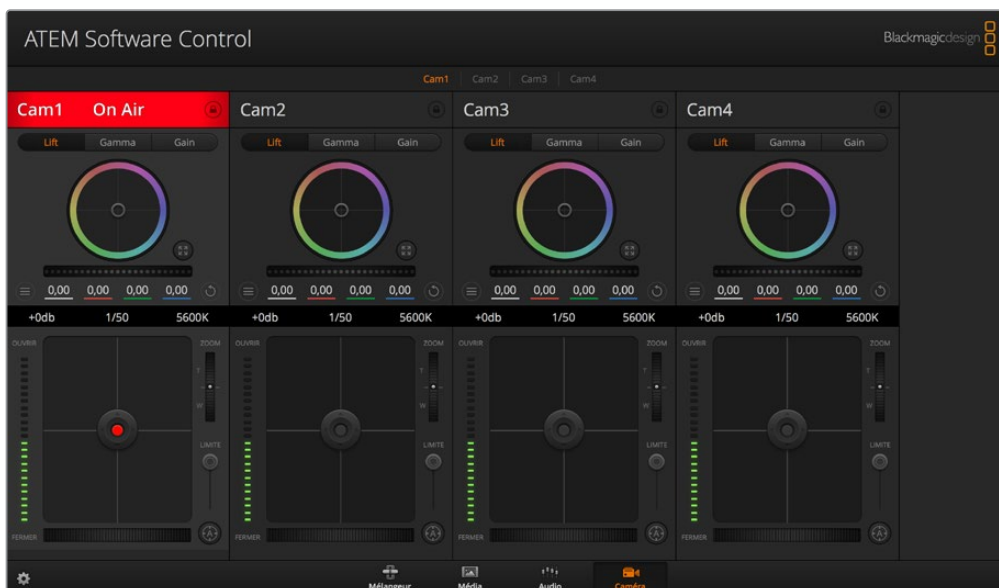 ATEM Software Control
Blackmagicdesign
Cam1 Cam2 Cam3 Cam4
Cam1 On Air Cam2 Cam3 Cam4
Lift Gamma Gain Lift Gamma Gain Lift Gamma Gain Lift Gamma Gain
0,00 0,00 0,00 0,00 0,00 0,00 0,00 0,00 0,00 0,00 0,00 0,00 0,00 0,00 0,00 0,00
+0db 1/50 5600K +0db 1/50 5600K +0db 1/50 5600K +0db 1/50 5600K
OUVRIR ZOOM OUVRIR ZOOM OUVRIR ZOOM OUVRIR ZOOM
T T T T
W W W W
LIMITE LIMITE LIMITE LIMITE
FERMER A FERMER A FERMER A FERMER A
Mélangeur Média Audio Caméra